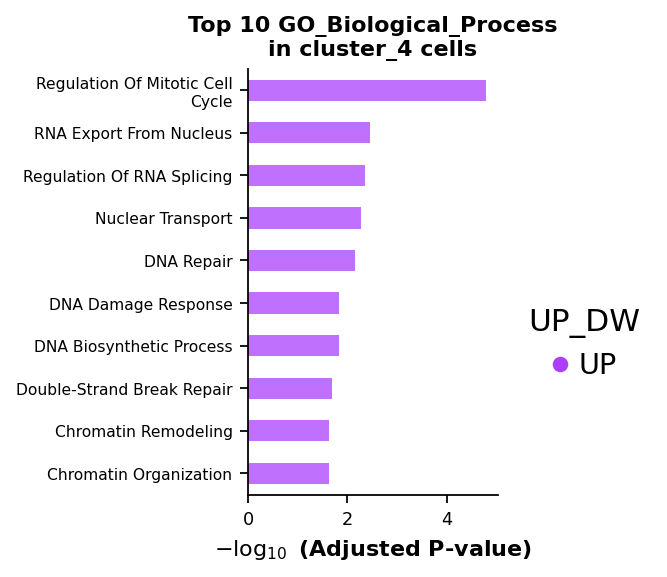 Top 10 GO_Biological_Process
in cluster_4 cells
Regulation Of Mitotic Cell
Cycle
RNA Export From Nucleus
Regulation Of RNA Splicing
Nuclear Transport
DNA Repair
DNA Damage Response
DNA Biosynthetic Process
Double-Strand Break Repair
Chromatin Remodeling
Chromatin Organization
UP_DW
UP
0 2 4
−log₁₀ (Adjusted P-value)